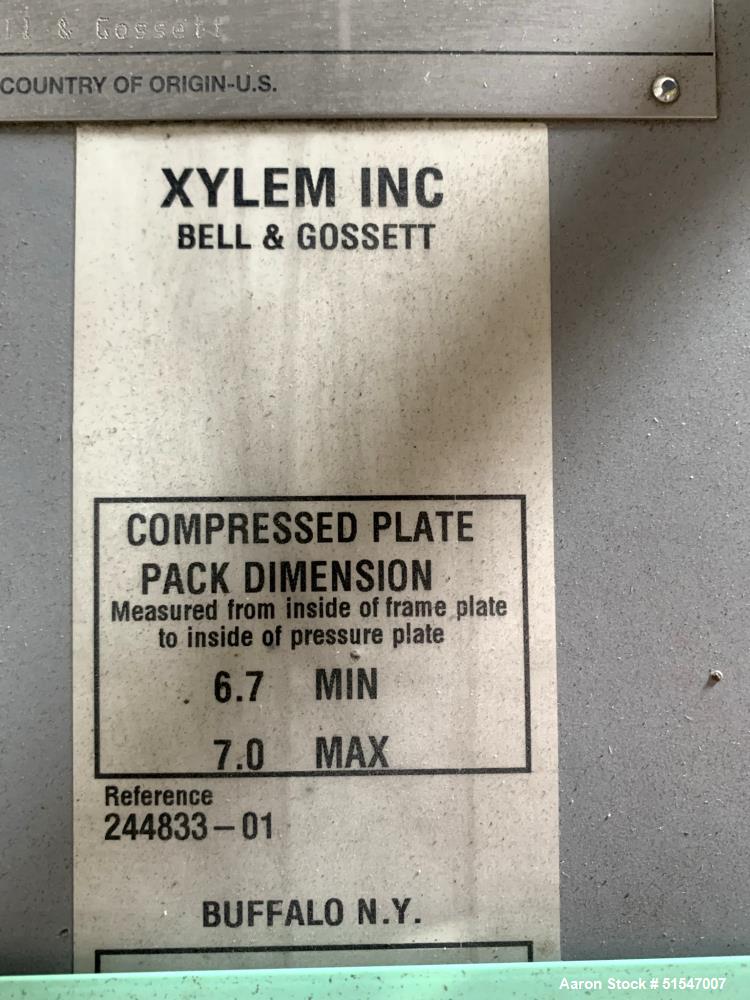 & Gossett
COUNTRY OF ORIGIN-U.S.
XYLEM INC
BELL & GOSSETT
COMPRESSED PLATE
PACK DIMENSION
Measured from inside of frame plate
to inside of pressure plate
6.7 MIN
7.0 MAX
Reference
244833-01
BUFFALO N.Y.
Aaron Stock # 51547007